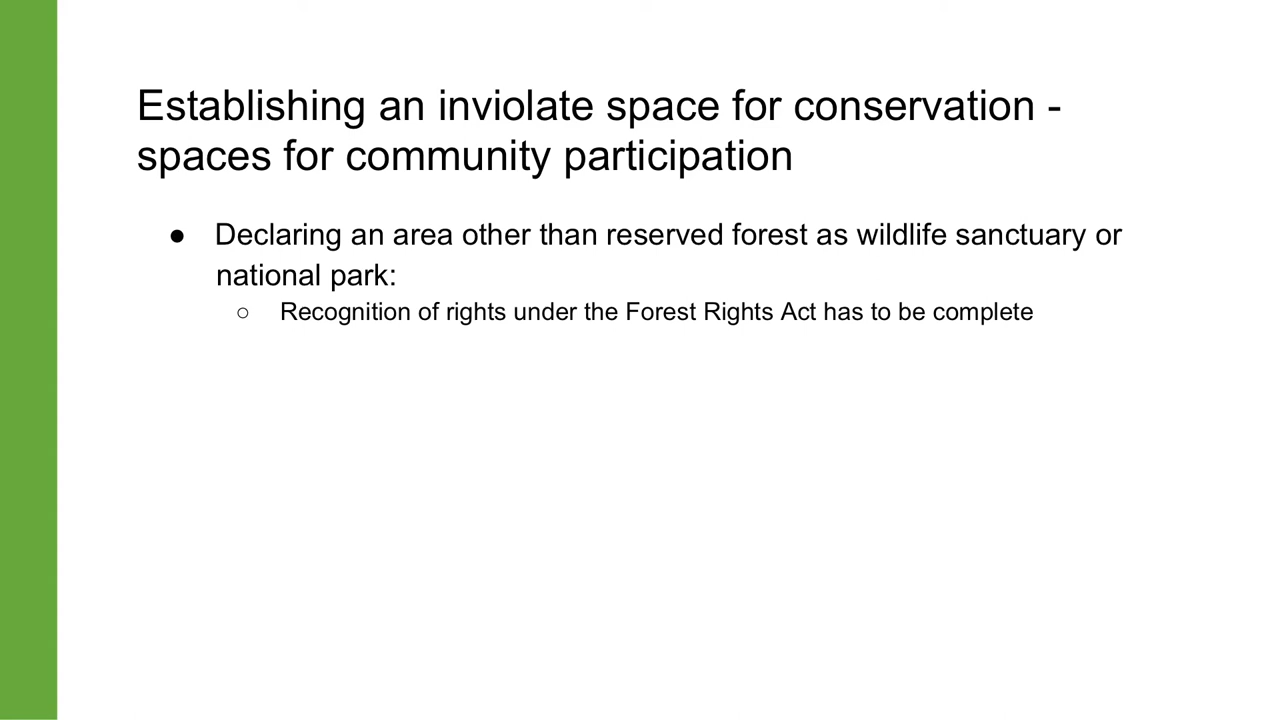 Establishing an inviolate space for conservation -
spaces for community participation
● Declaring an area other than reserved forest as wildlife sanctuary or
national park:
○ Recognition of rights under the Forest Rights Act has to be complete